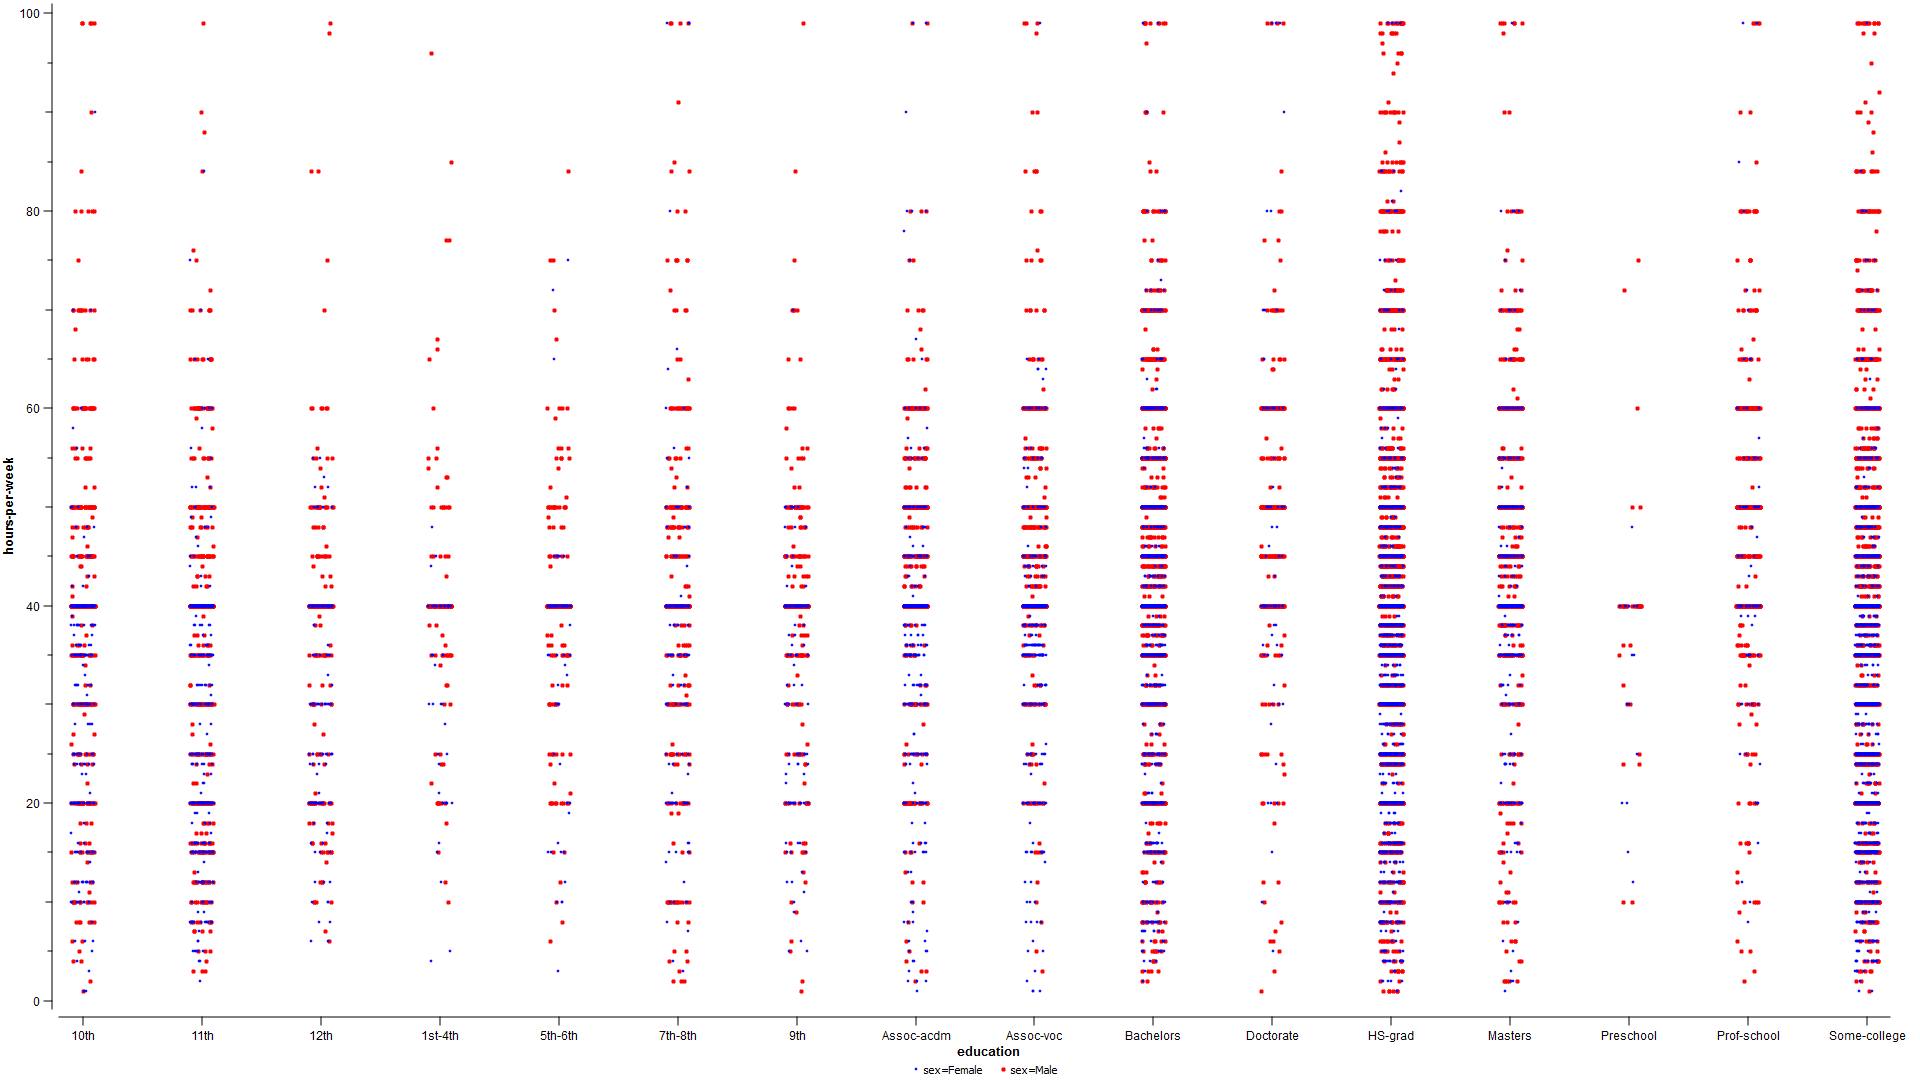 100
80
60
40
20
0
hours-per-week
10th 11th 12th 1st-4th 5th-6th 7th-8th 9th Assoc-acdm Assoc-voc Bachelors Doctorate HS-grad Masters Preschool Prof-school Some-college
education
sex=Female sex=Male